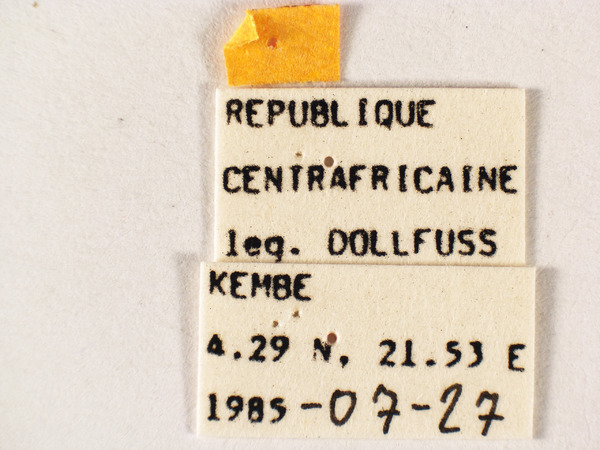 REPUBLIQUE
CENTRAFRICAINE
leg. DOLLFUSS
KEMBE
4.29 N, 21.53 E
1985-07-27